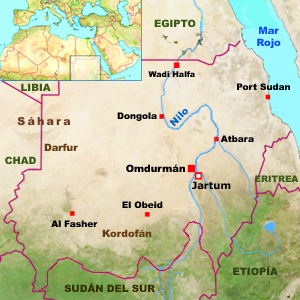 EGIPTO
Mar
Rojo
Wadi Halfa
LIBIA
Port Sudan
Nilo
Dongola
Sáhara
Atbara
Darfur
CHAD
Omdurmán
Jartum
ERITREA
El Obeid
Al Fasher
Kordofán
ETIOPÍA
SUDÁN DEL SUR